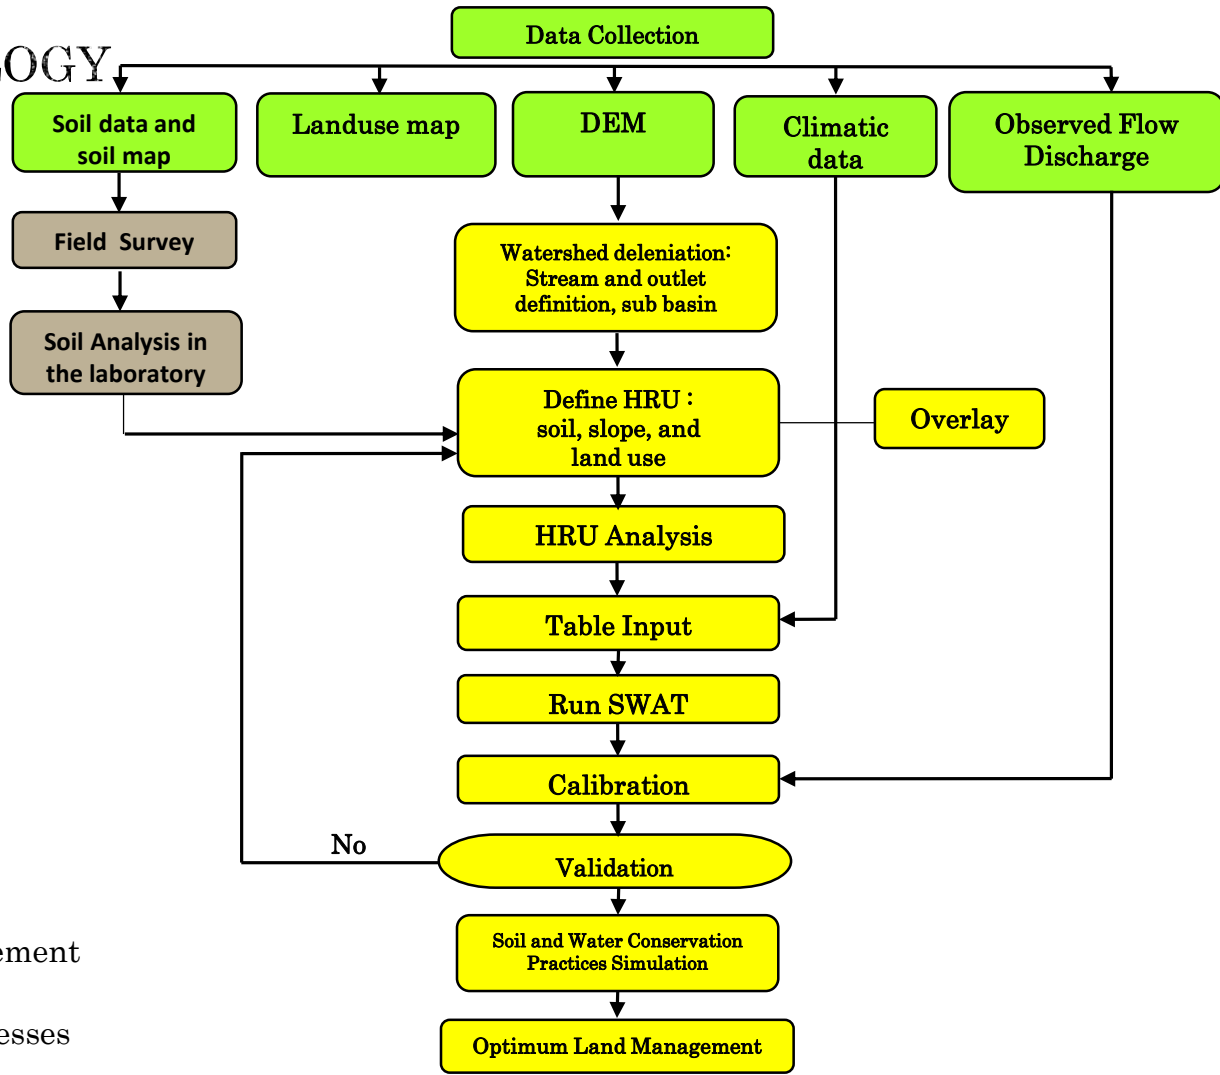 Data Collection
LOGY
Soil data and
soil map
Landuse map
DEM
Climatic
data
Observed Flow
Discharge
Field Survey
Watershed deleniation:
Stream and outlet
definition, sub basin
Soil Analysis in
the laboratory
Define HRU :
soil, slope, and
land use
Overlay
HRU Analysis
Table Input
Run SWAT
Calibration
No
Validation
Soil and Water Conservation
Practices Simulation
ement
esses
Optimum Land Management